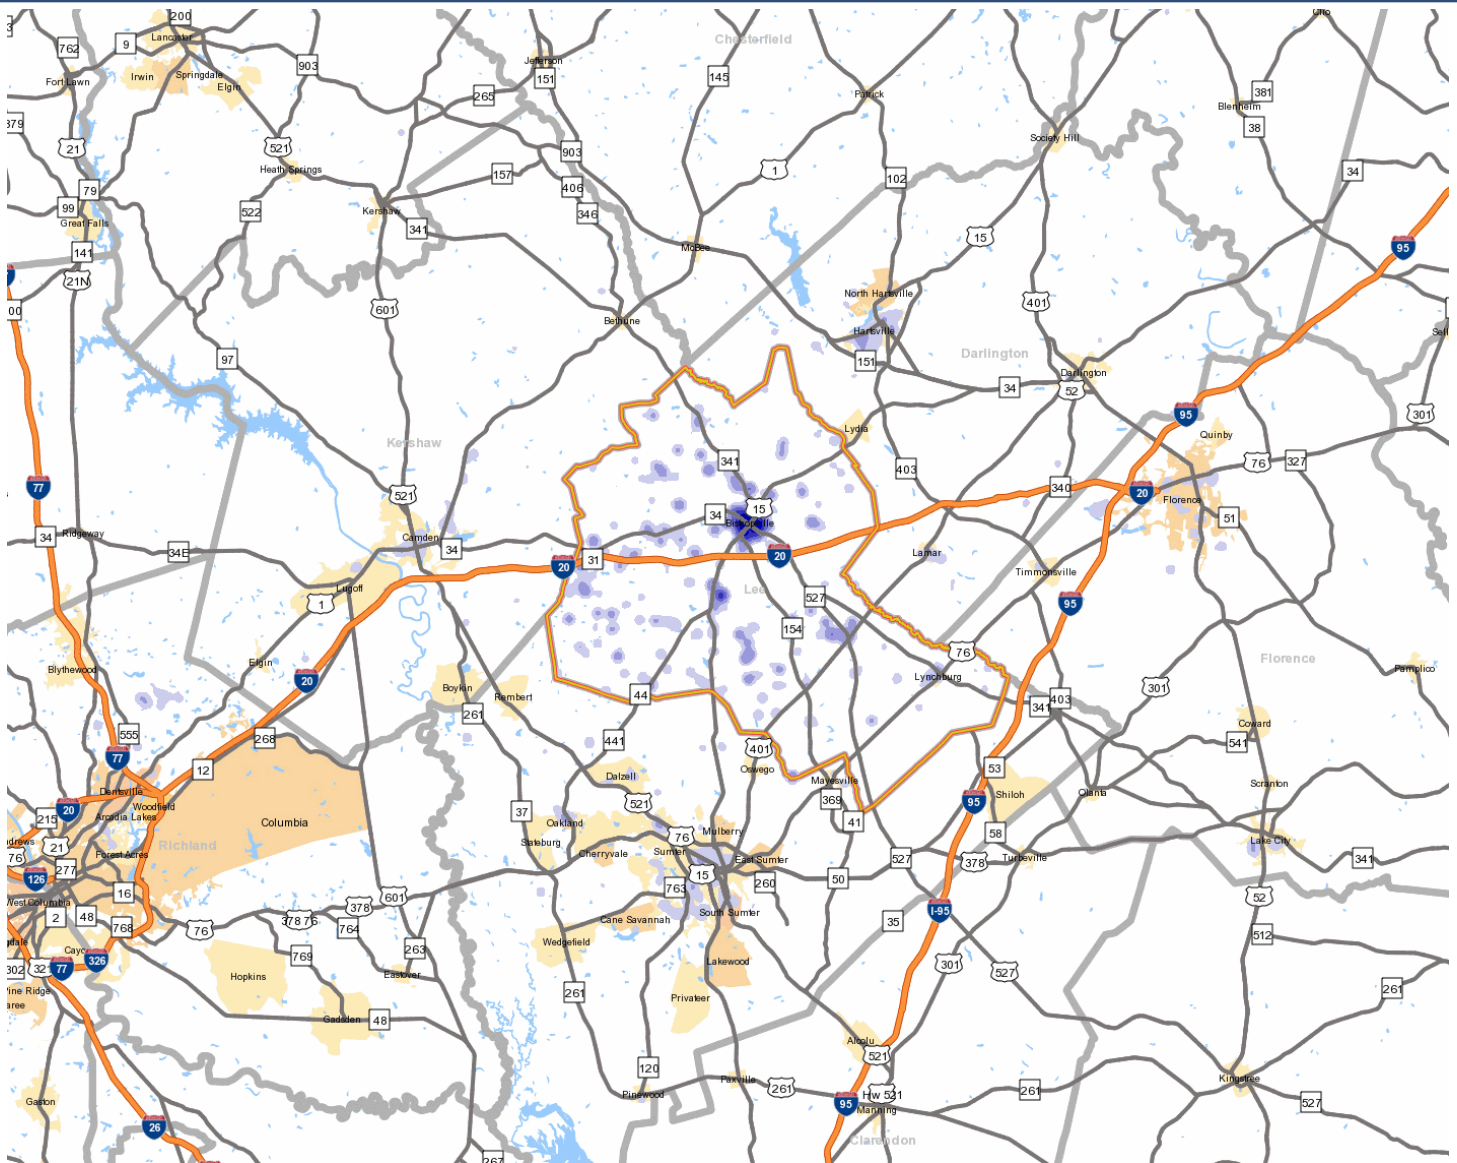 200
Chesterfield
Clio
Lancaster
9
762
Jefferson
903
145
151
Fort Lawn
Irwin
Springdale
Elgin
265
Patrick
381
Blenheim
38
379
Society Hill
21
521
903
Heath Springs
157
1
102
34
79
406
99
522
Kershaw
346
Great Falls
341
15
McBee
95
141
21N
North Hartsville
601
401
Bethune
Hartsville
97
Darlington
151
Darlington
34
52
95
301
Lydia
Quinby
Kershaw
341
403
76
327
77
340
521
20
Florence
15
34
51
Bishopville
34
Ridgeway
Camden
34
34E
20
31
20
Lamar
Timmonsville
Lugoff
Lee
527
1
95
154
76
Florence
Blythewood
Elgin
Pamplico
20
Lynchburg
Boykin
Rembert
301
44
403
341
261
Coward
555
268
441
541
401
77
12
Oswego
53
Dalzell
Mayesville
Scranton
Dentsville
Shiloh
Olanta
20
Woodfield
521
369
95
215
Arcadia Lakes
37
Oakland
41
Columbia
58
76
Mulberry
Stateburg
21
Richland
Cherryvale
Sumter
Lake City
Forest Acres
East Sumter
527
378
Turbeville
341
76
277
15
126
260
50
763
16
601
52
West Columbia
378
2
48
378 76
South Sumter
I-95
Cane Savannah
35
768
76
764
512
Cayc
263
Wedgefield
769
326
Lakewood
301
302
77
527
Hopkins
Eastover
261
261
Pine Ridge
Privateer
Gadsden
48
Alcolu
521
120
Paxville
Kingstree
261
261
Pinewood
Hw 521
527
Gaston
95
Manning
26
Clarendon
267